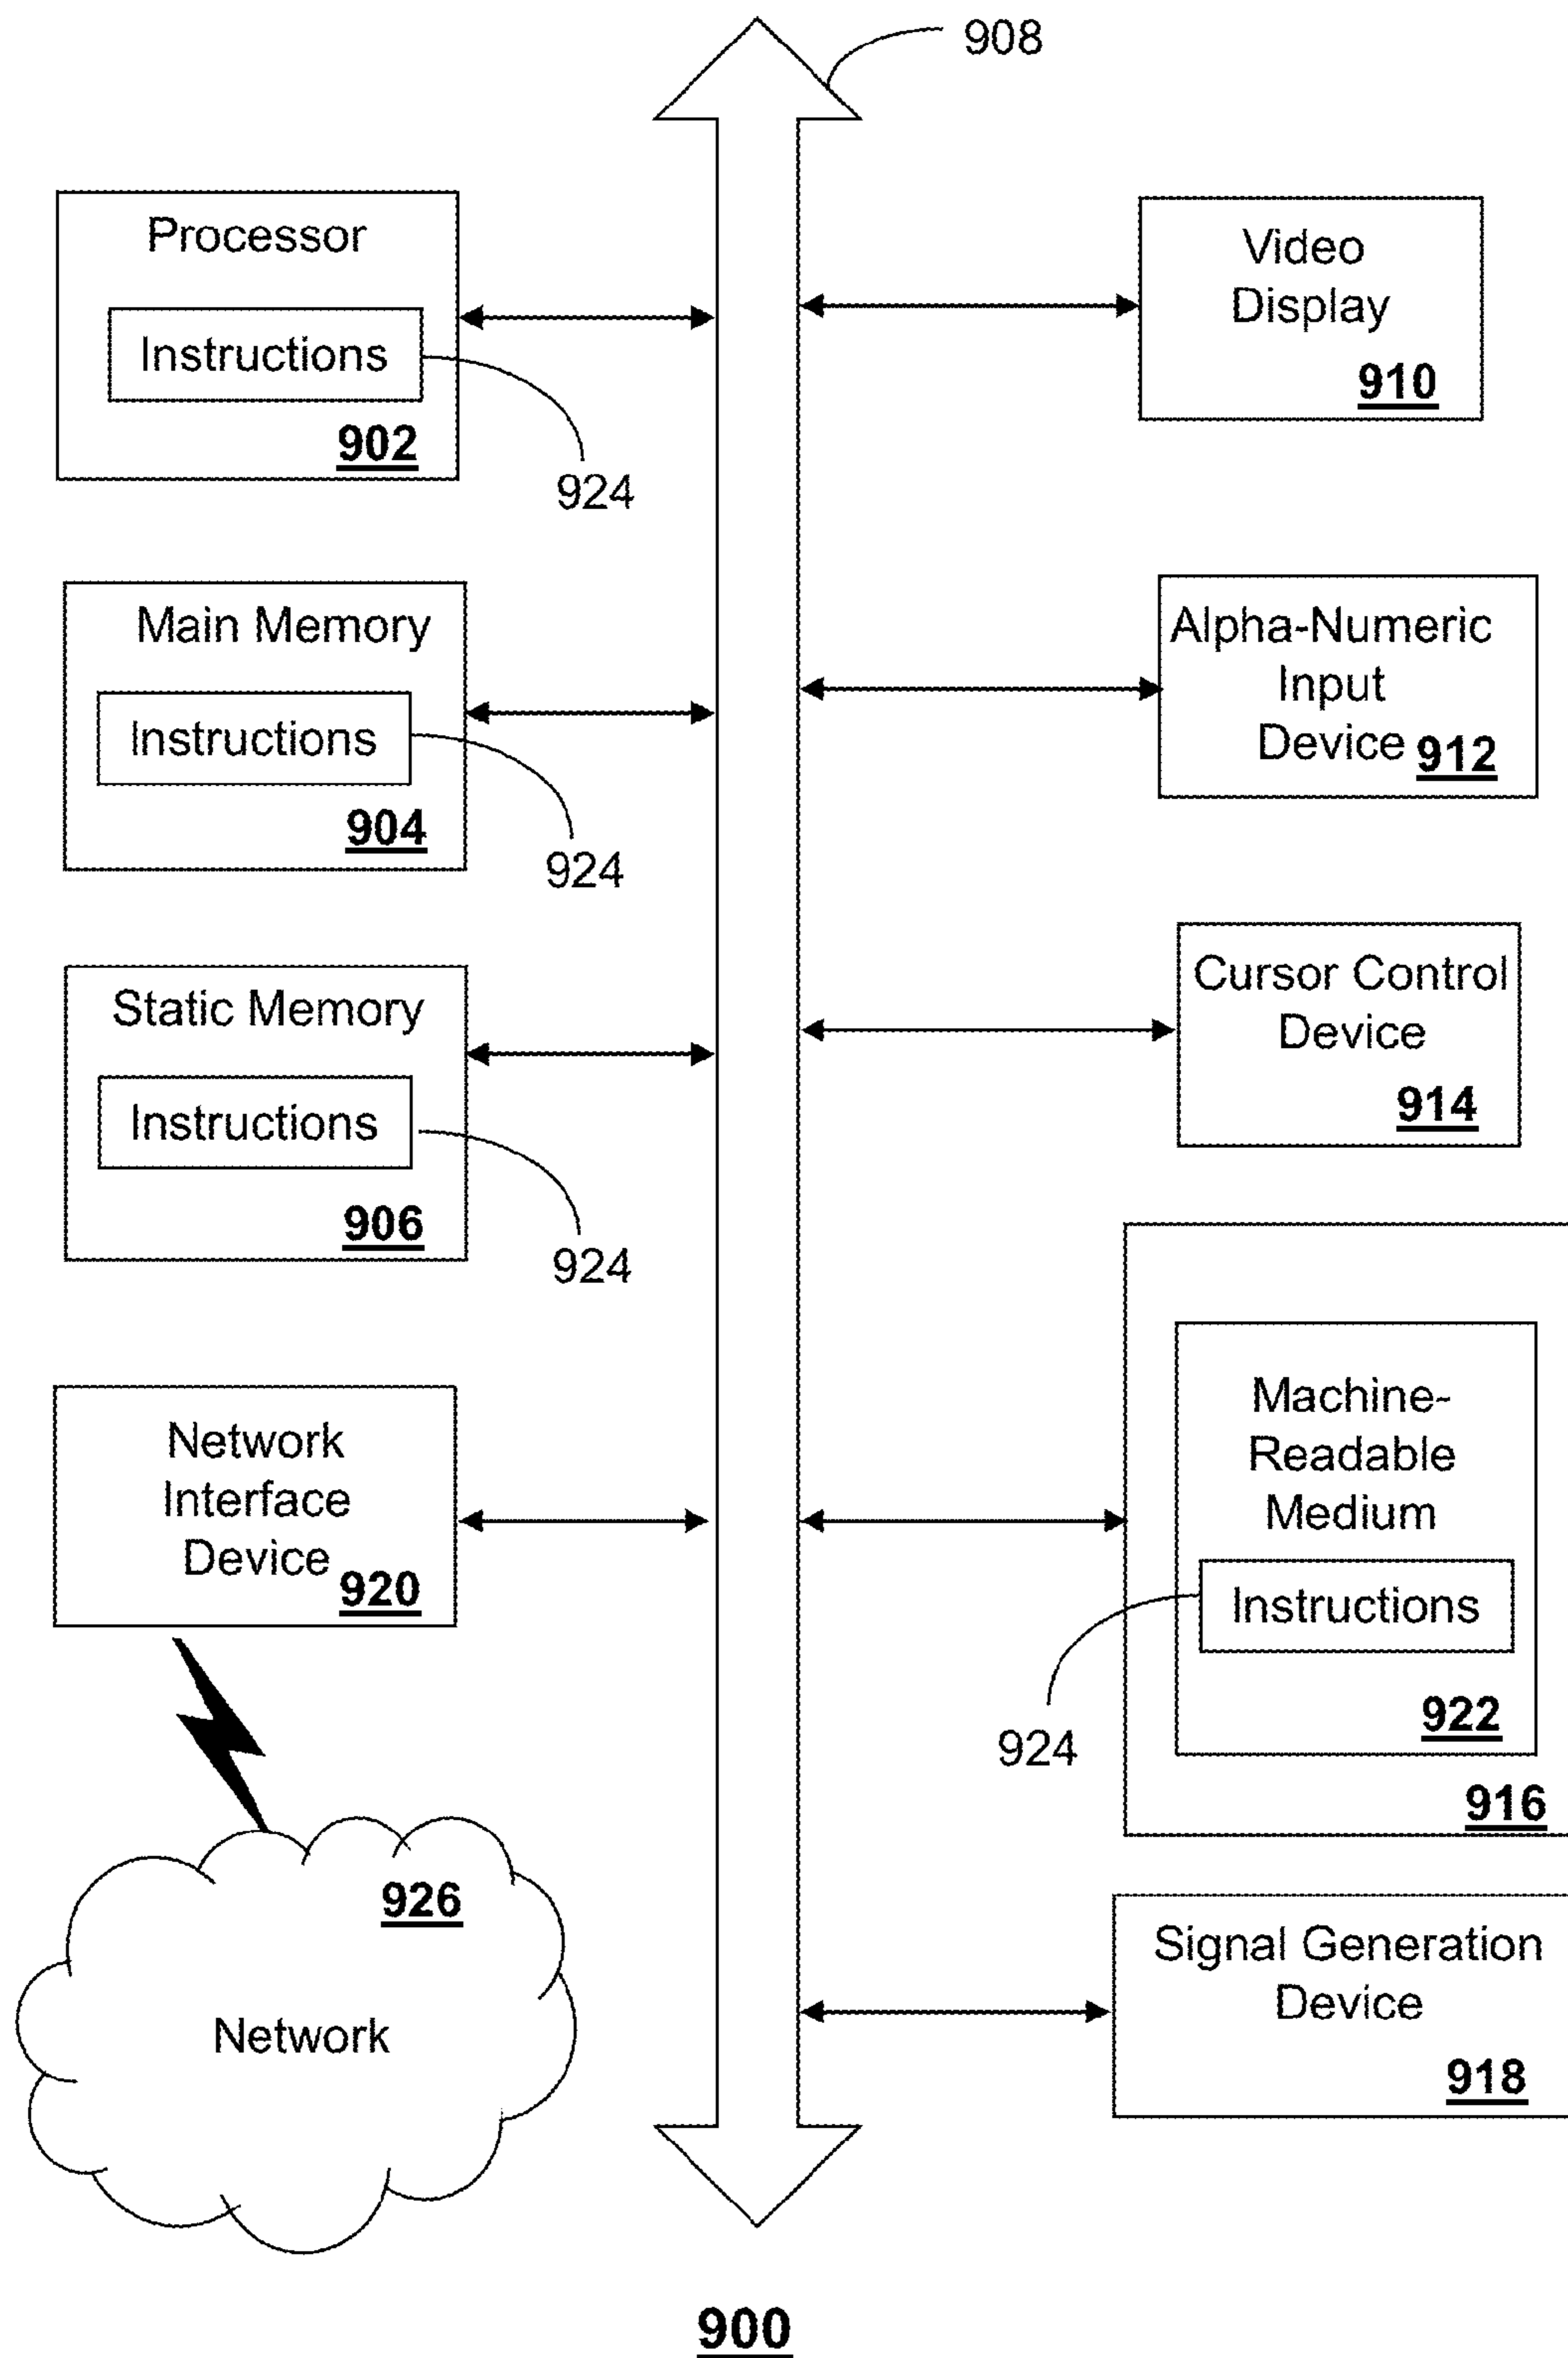 908
Processor
Instructions
902
924
Main Memory
Instructions
904
924
Static Memory
Instructions
906
924
Network
Interface
Device
920
926
Network
Video
Display
910
Alpha-Numeric
Input
Device
912
Cursor Control
Device
914
Machine-
Readable
Medium
Instructions
924
922
916
Signal Generation
Device
918
900